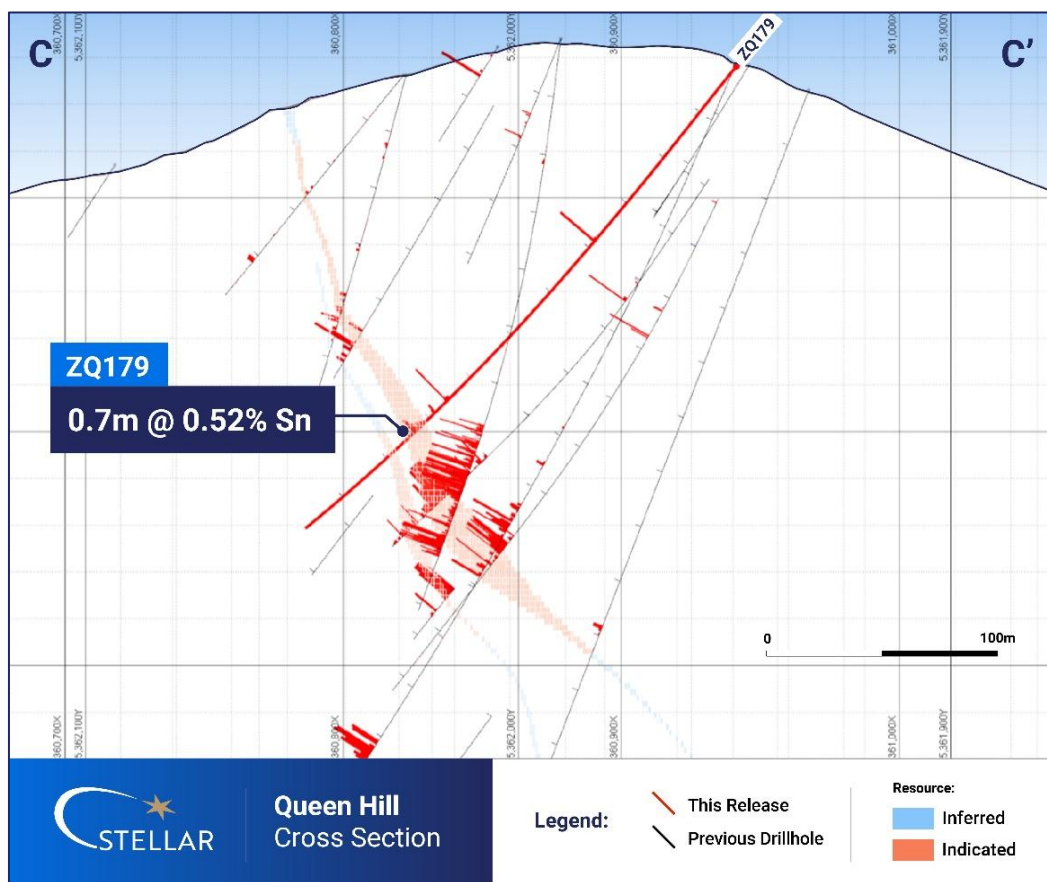 C
360,700X
5,362,100Y
360,800X
5,362,000Y
360,900X
ZQ179
361,000X
5,361,900Y
C’
ZQ179
0.7m @ 0.52% Sn
0
100m
360,700X
5,362,100Y
360,800X
5,362,000Y
360,900X
361,000X
5,361,900Y
STELLAR
Queen Hill
Cross Section
Legend:
This Release
Previous Drillhole
Resource:
Inferred
Indicated